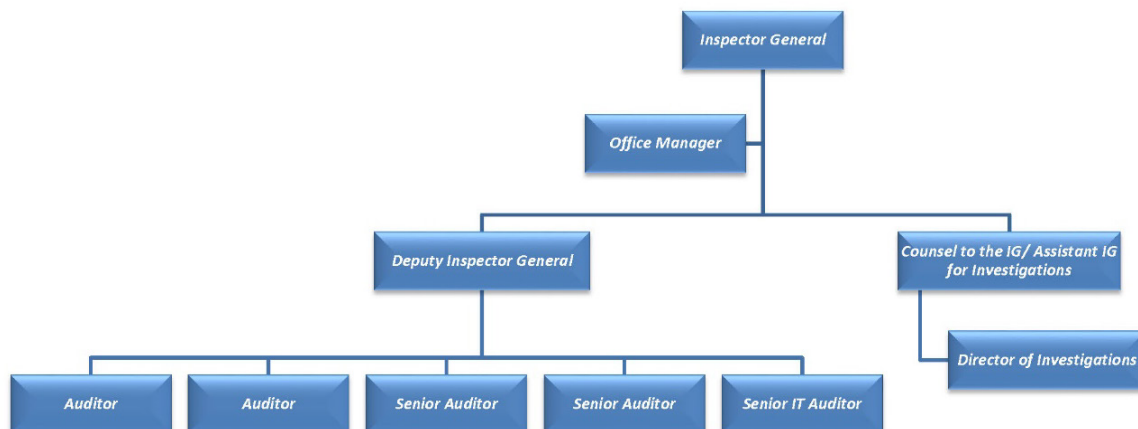 Inspector General
Office Manager
Deputy Inspector General
Counsel to the IG/ Assistant IG
for Investigations
Director of Investigations
Auditor
Auditor
Senior Auditor
Senior Auditor
Senior IT Auditor